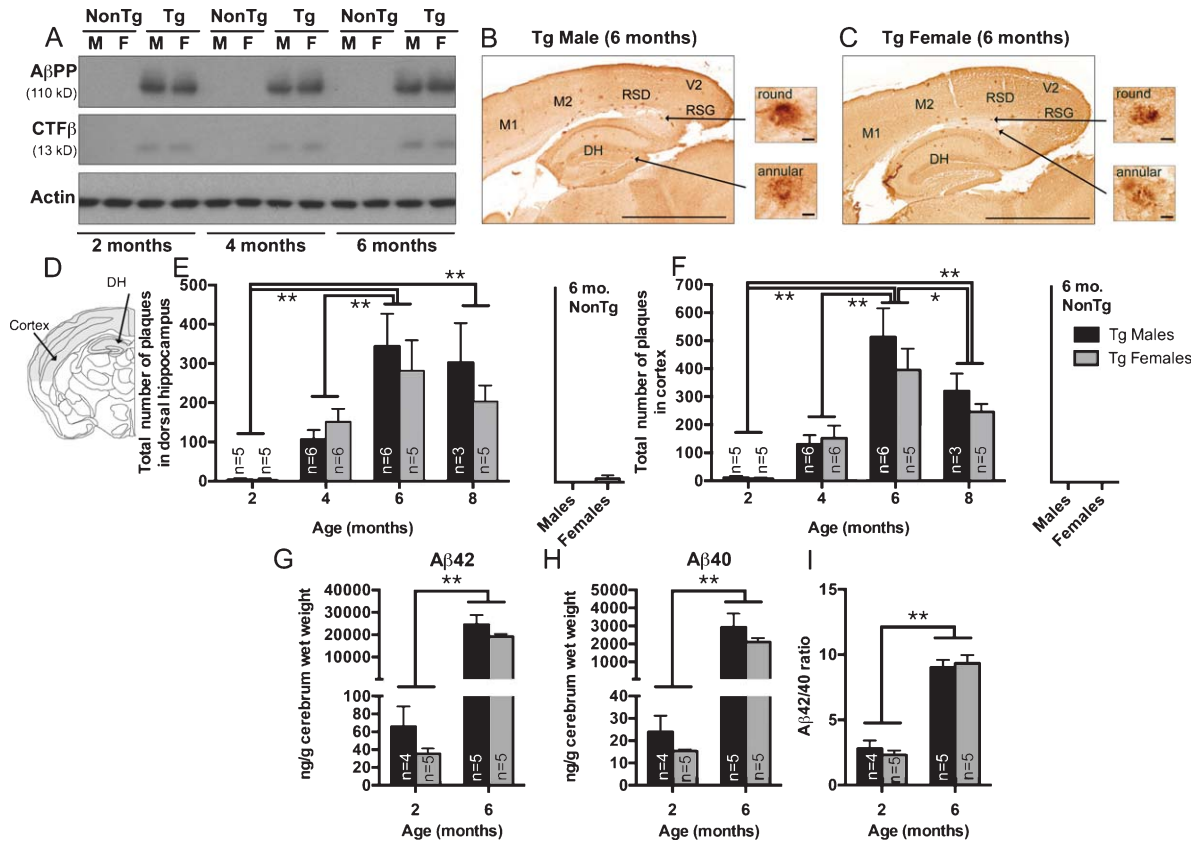 A
NonTg Tg NonTg Tg NonTg Tg
M F M F M F M F M F M F
AβPP
(110 kD)
CTFβ
(13 kD)
Actin
2 months 4 months 6 months
B Tg Male (6 months)
M1 M2 RSD V2 RSG
DH
round
annular
C Tg Female (6 months)
M1 M2 RSD V2 RSG
DH
round
annular
D
DH
Cortex
E
Total number of plaques
in dorsal hippocampus
500
400
300
200
100
0
** ** **
n=5 n=5 n=6 n=6 n=6 n=5 n=3 n=5
2 4 6 8
Age (months)
6 mo.
NonTg
Males Females
F
Total number of plaques
in cortex
700
600
500
400
300
200
100
0
** ** * **
n=5 n=5 n=6 n=6 n=6 n=5 n=3 n=5
2 4 6 8
Age (months)
6 mo.
NonTg
Tg Males
Tg Females
Males Females
G Aβ42
ng/g cerebrum wet weight
40000
30000
20000
10000
100
80
60
40
20
0
**
n=4 n=5 n=5 n=5
2 6
Age (months)
H Aβ40
ng/g cerebrum wet weight
5000
4000
3000
2000
1000
40
30
20
10
0
**
n=4 n=5 n=5 n=5
2 6
Age (months)
I
Aβ42/40 ratio
15
10
5
0
**
n=4 n=5 n=5 n=5
2 6
Age (months)